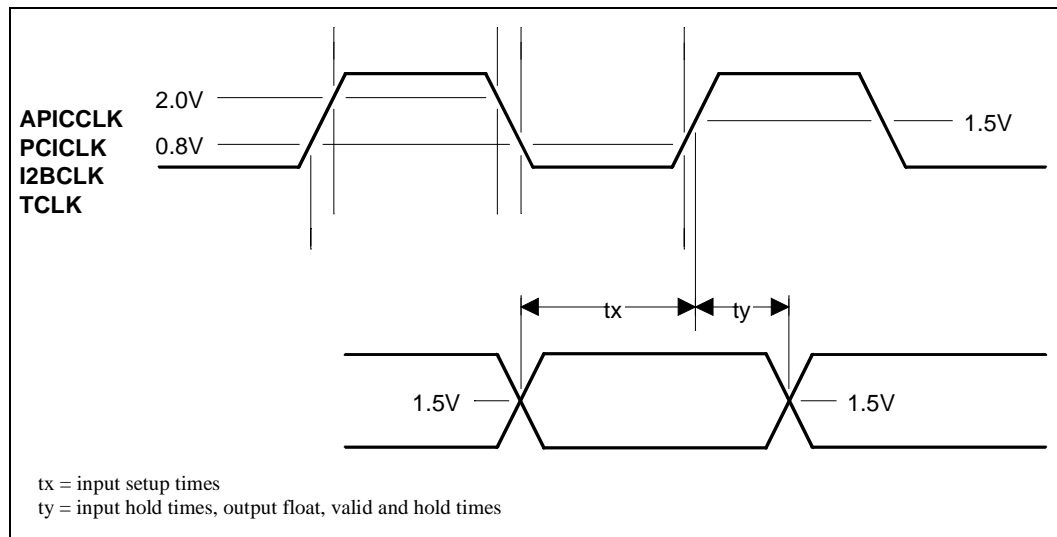 2.0V
APICCLK
PCICLK
I2BCLK
TCLK
0.8V
1.5V
tx
ty
1.5V
1.5V
tx = input setup times
ty = input hold times, output float, valid and hold times